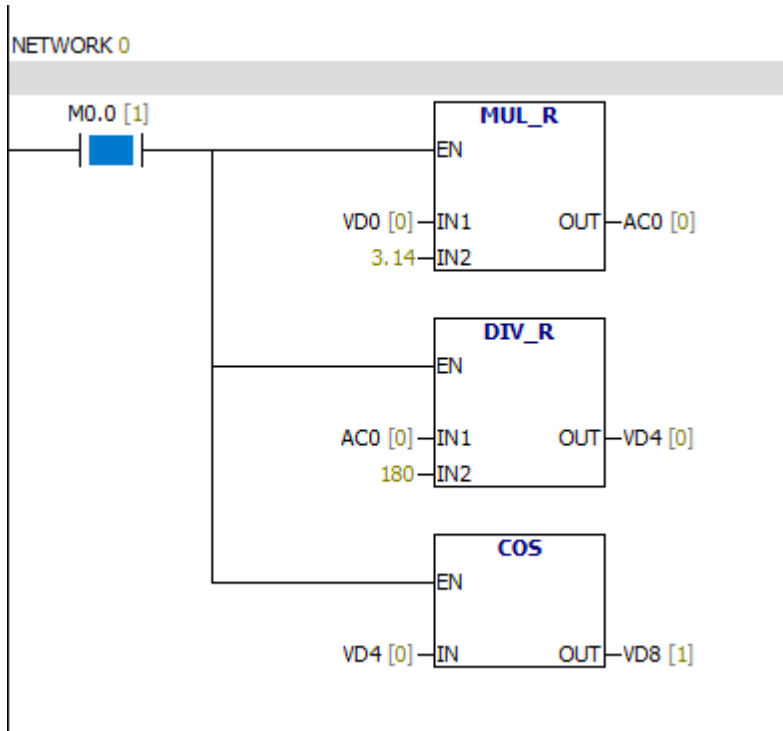 NETWORK 0
M0.0 [1]
MUL_R
EN
VD0 [0] IN1 OUT AC0 [0]
3.14 IN2
DIV_R
EN
AC0 [0] IN1 OUT VD4 [0]
180 IN2
COS
EN
VD4 [0] IN OUT VD8 [1]